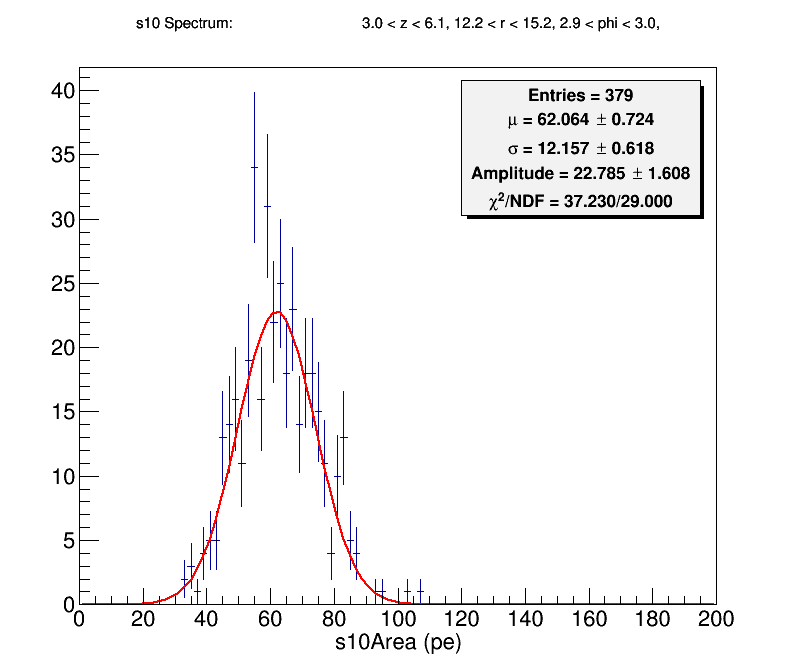 s10 Spectrum: 3.0 < z < 6.1, 12.2 < r < 15.2, 2.9 < phi < 3.0,
Entries = 379
μ = 62.064 ± 0.724
σ = 12.157 ± 0.618
Amplitude = 22.785 ± 1.608
χ²/NDF = 37.230/29.000
40
35
30
25
20
15
10
5
0
0 20 40 60 80 100 120 140 160 180 200
s10Area (pe)